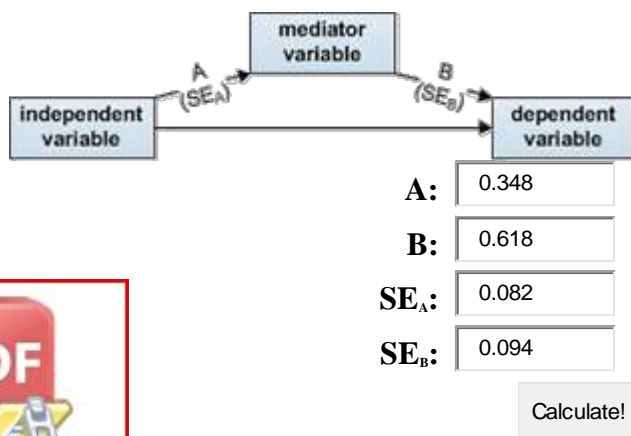 mediator
variable
A
(SEA)
B
(SEB)
independent
variable
dependent
variable
A: 0.348
B: 0.618
SEA: 0.082
SEB: 0.094
DF
Calculate!